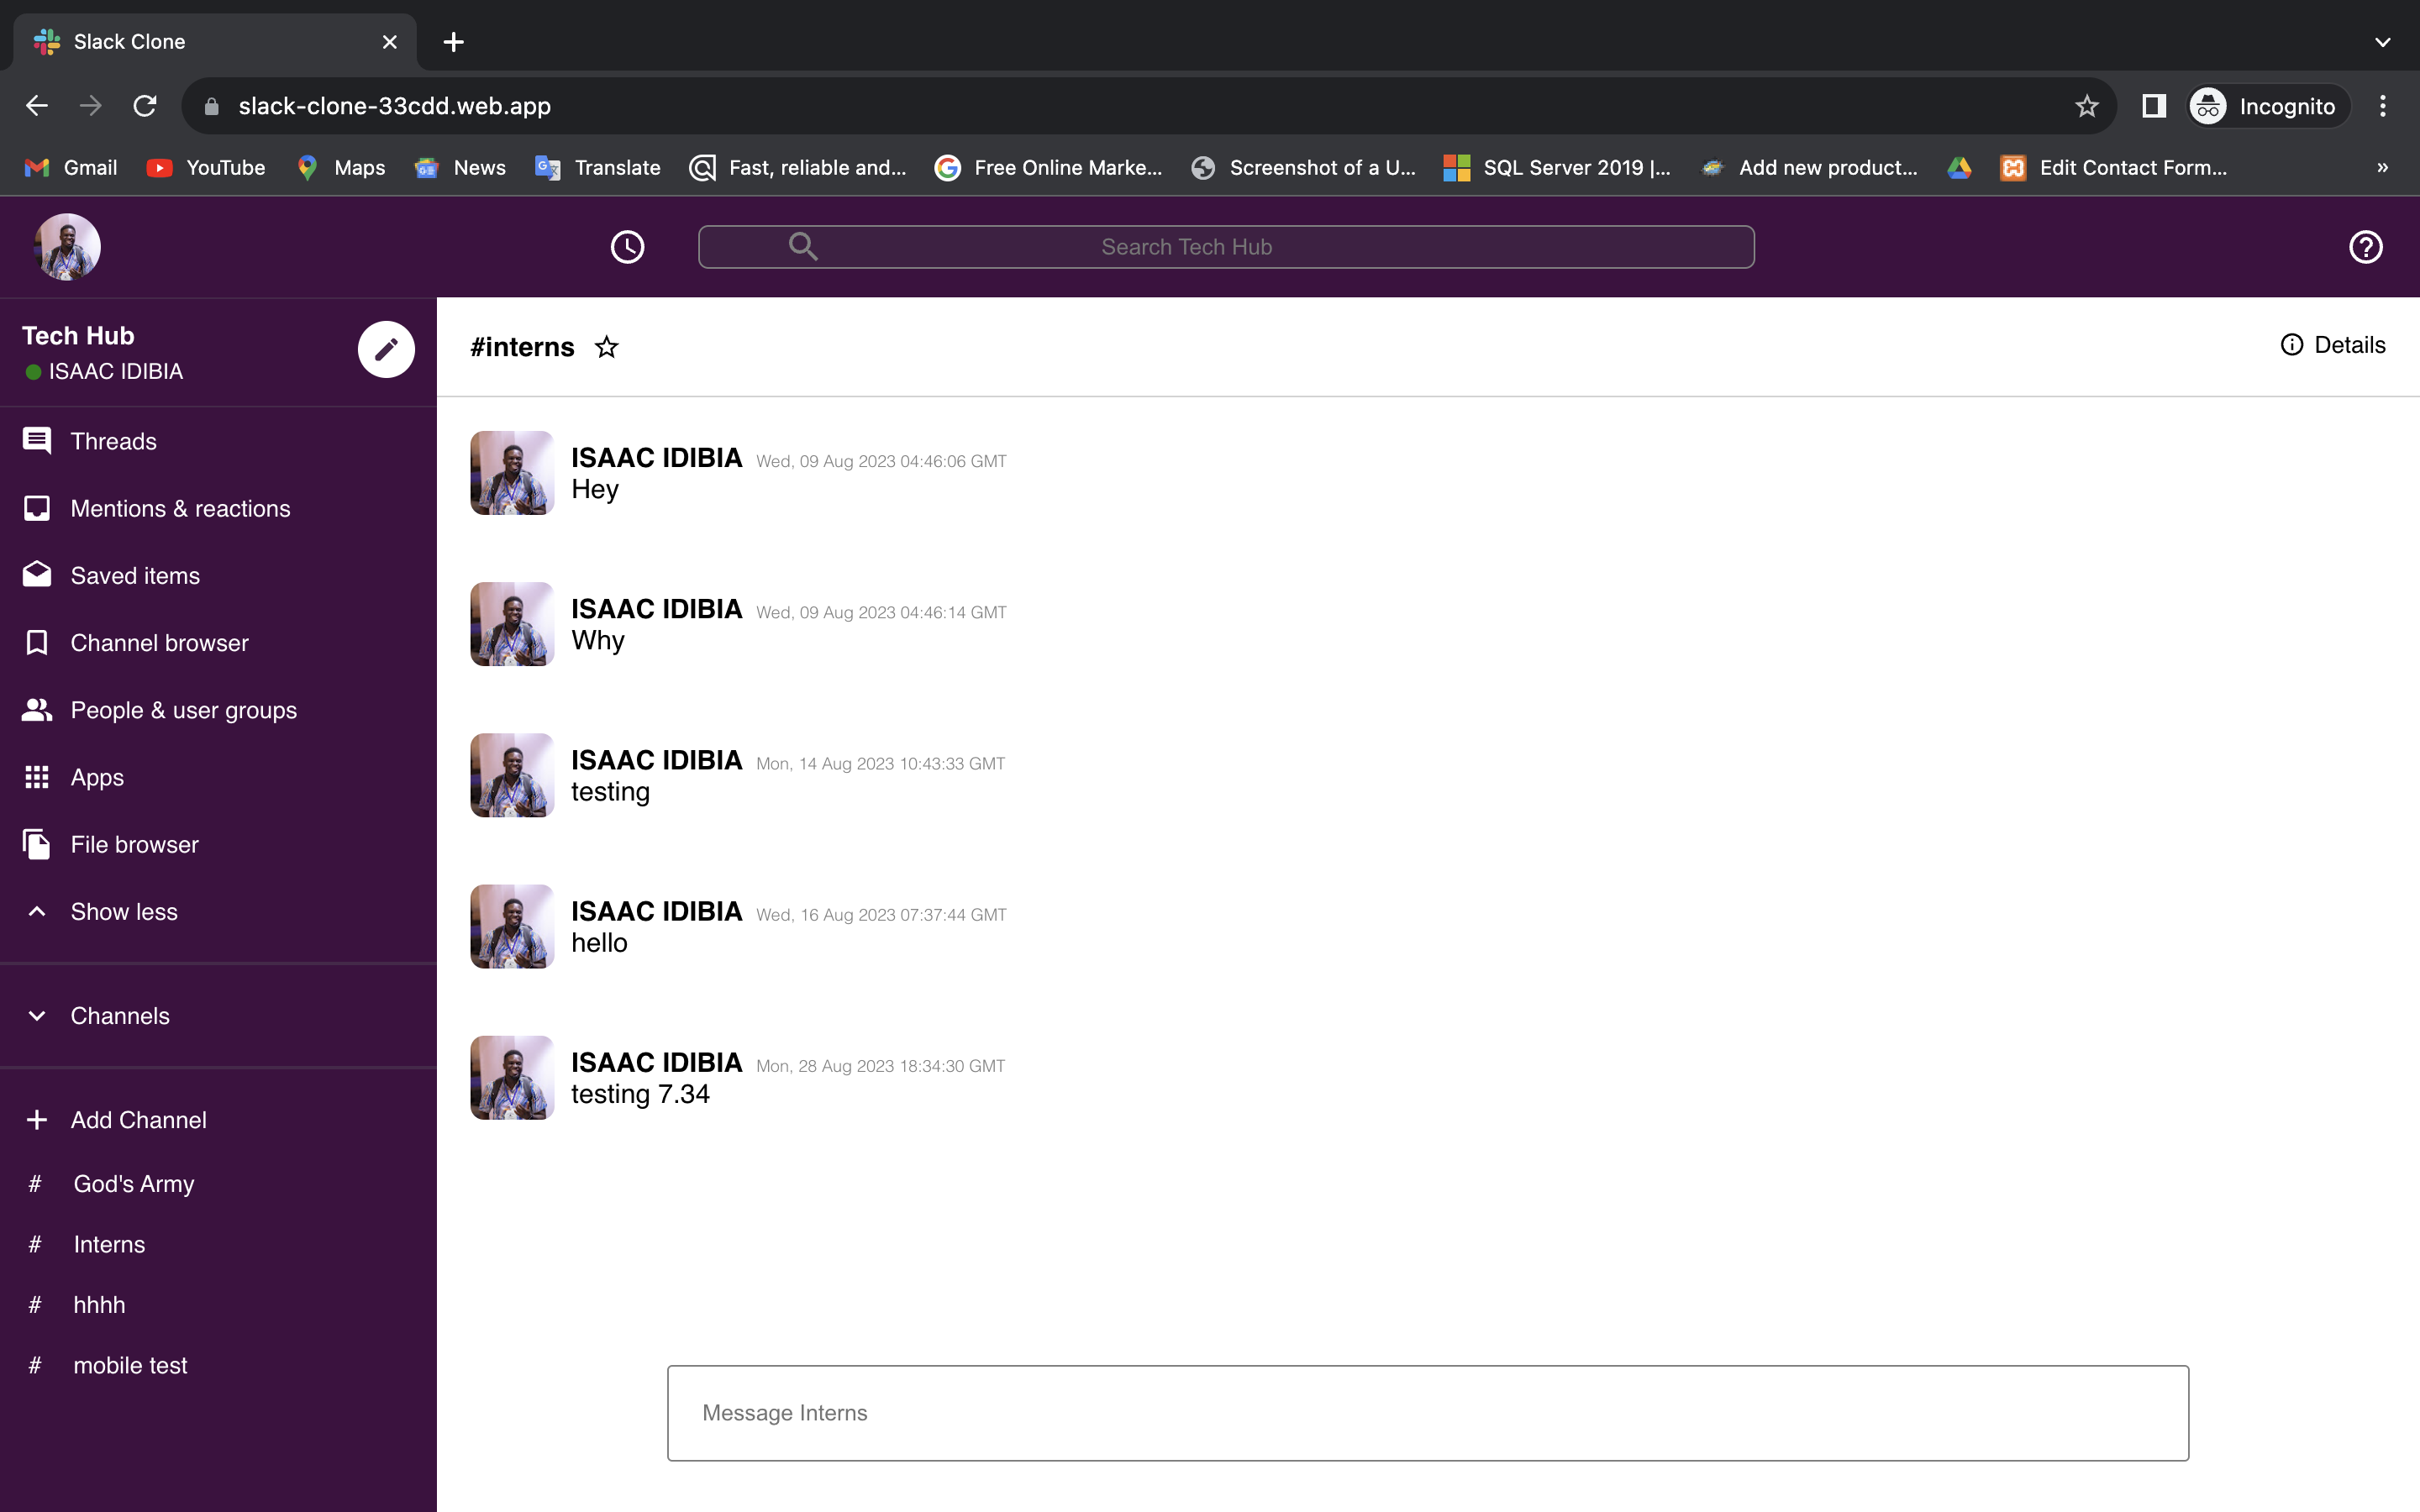 Slack Clone
slack-clone-33cdd.web.app
Incognito
Gmail YouTube Maps News Translate Fast, reliable and... Free Online Marke... Screenshot of a U... SQL Server 2019 |... Add new product... Edit Contact Form... »
Search Tech Hub
Tech Hub
ISAAC IDIBIA
Threads
Mentions & reactions
Saved items
Channel browser
People & user groups
Apps
File browser
Show less
Channels
Add Channel
# God's Army
# Interns
# hhhh
# mobile test
#interns
Details
ISAAC IDIBIA Wed, 09 Aug 2023 04:46:06 GMT
Hey
ISAAC IDIBIA Wed, 09 Aug 2023 04:46:14 GMT
Why
ISAAC IDIBIA Mon, 14 Aug 2023 10:43:33 GMT
testing
ISAAC IDIBIA Wed, 16 Aug 2023 07:37:44 GMT
hello
ISAAC IDIBIA Mon, 28 Aug 2023 18:34:30 GMT
testing 7.34
Message Interns